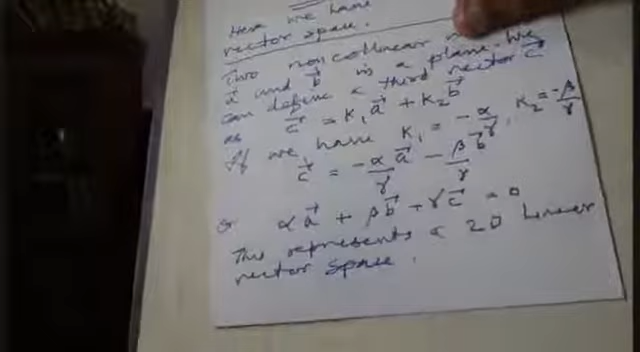 Here we have
vector space.
Two non collinear
a⃗ and b⃗ in a plane. We
can define a third vector c⃗
as c⃗ = K₁a⃗ + K₂b⃗
If we have K₁ = -α/γ, K₂ = -β/γ
c⃗ = -α/γ a⃗ - β/γ b⃗
or αa⃗ + βb⃗ + γc⃗ = 0
This represents a 2D linear
vector space.